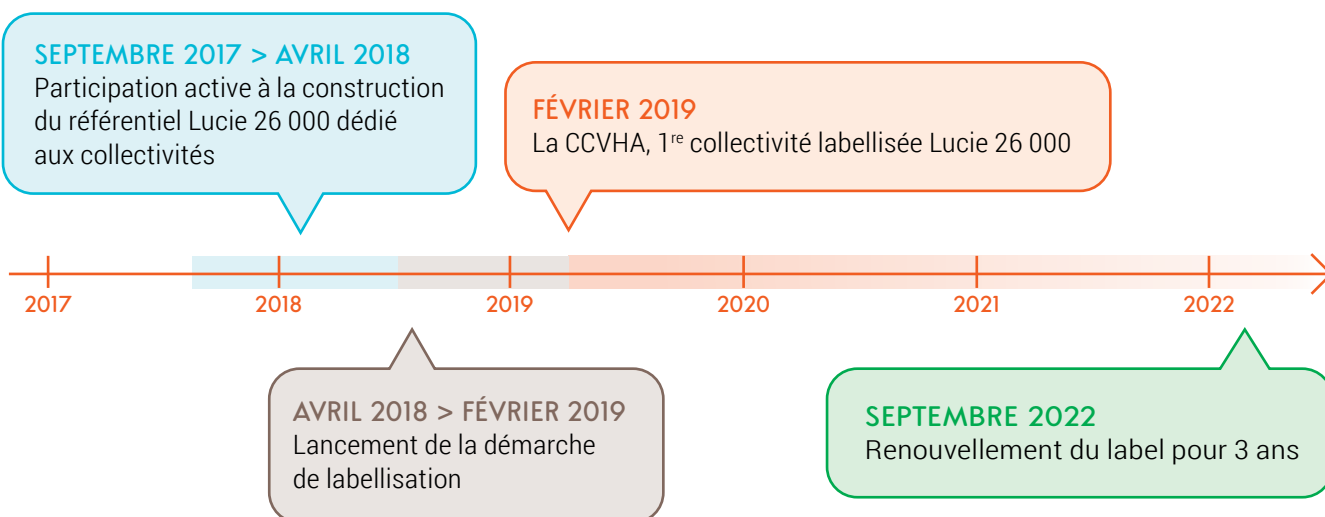 SEPTEMBRE 2017 > AVRIL 2018
Participation active à la construction
du référentiel Lucie 26 000 dédié
aux collectivités
FÉVRIER 2019
La CCVHA, 1re collectivité labellisée Lucie 26 000
2017
2018
2019
2020
2021
2022
AVRIL 2018 > FÉVRIER 2019
Lancement de la démarche
de labellisation
SEPTEMBRE 2022
Renouvellement du label pour 3 ans